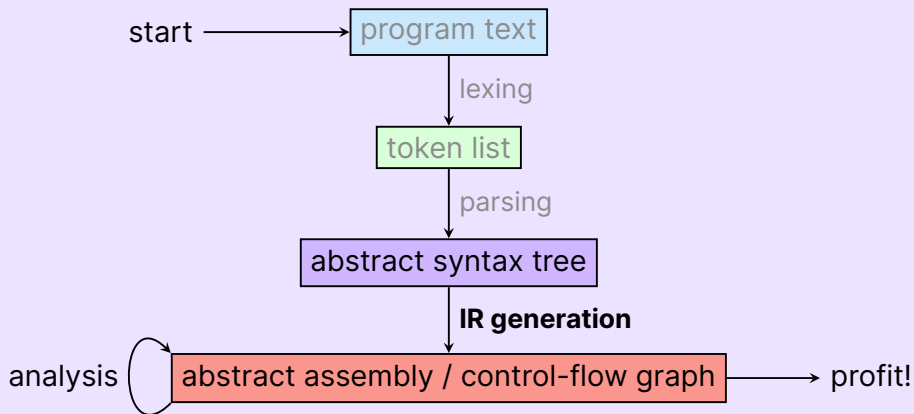 start
program text
lexing
token list
parsing
abstract syntax tree
IR generation
analysis
abstract assembly / control-flow graph
profit!